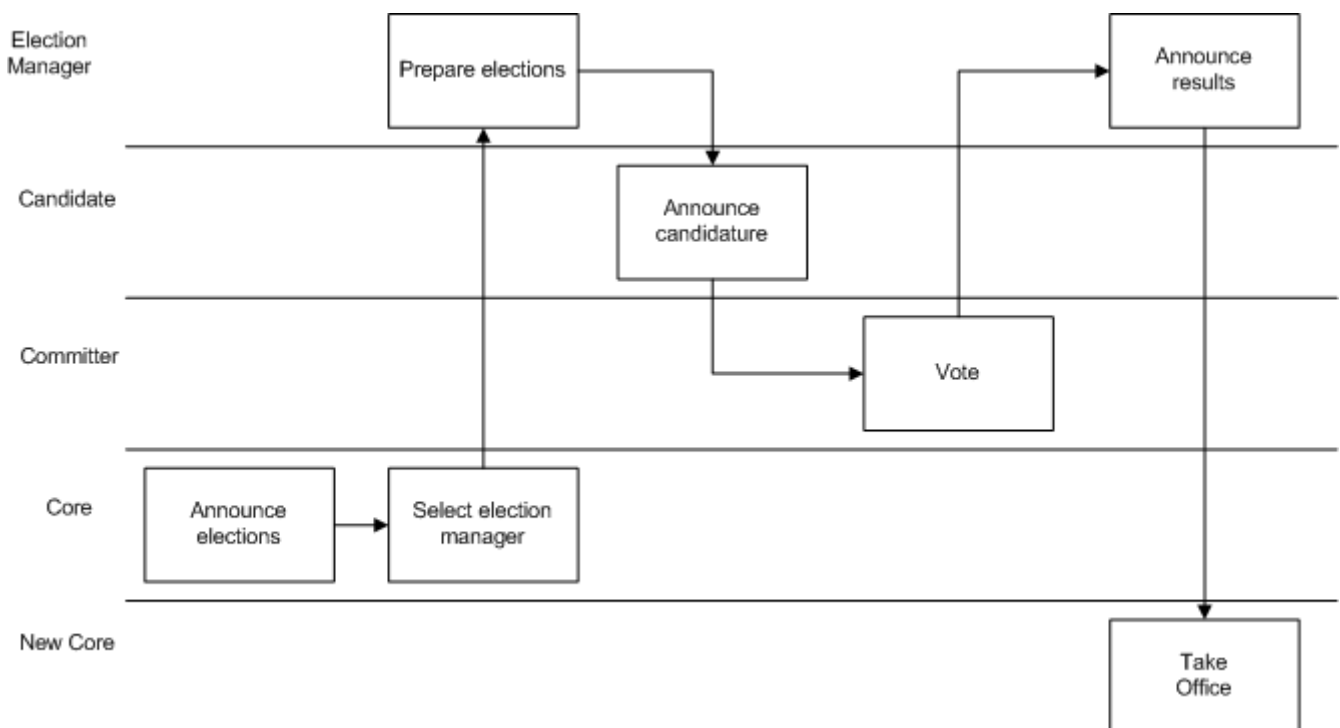 Election
Manager
Prepare elections
Announce
results
Candidate
Announce
candidature
Committer
Vote
Core
Announce
elections
Select election
manager
New Core
Take
Office